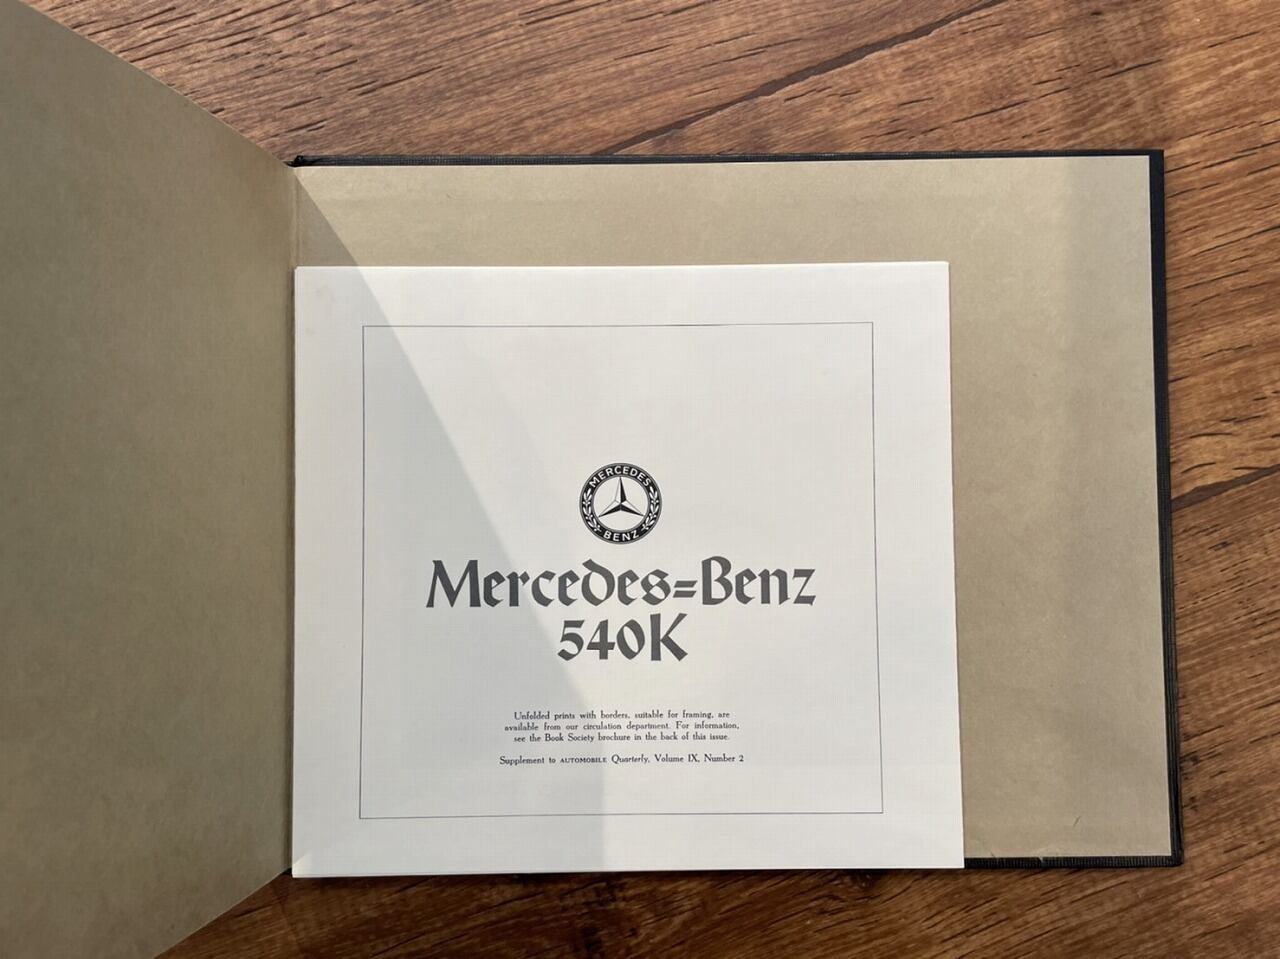 MERCEDES
BENZ
Mercedes=Benz
540K
Unfolded prints with borders, suitable for framing, are
available from our circulation department. For information,
see the Book Society brochure in the back of this issue.
Supplement to AUTOMOBILE Quarterly, Volume IX, Number 2